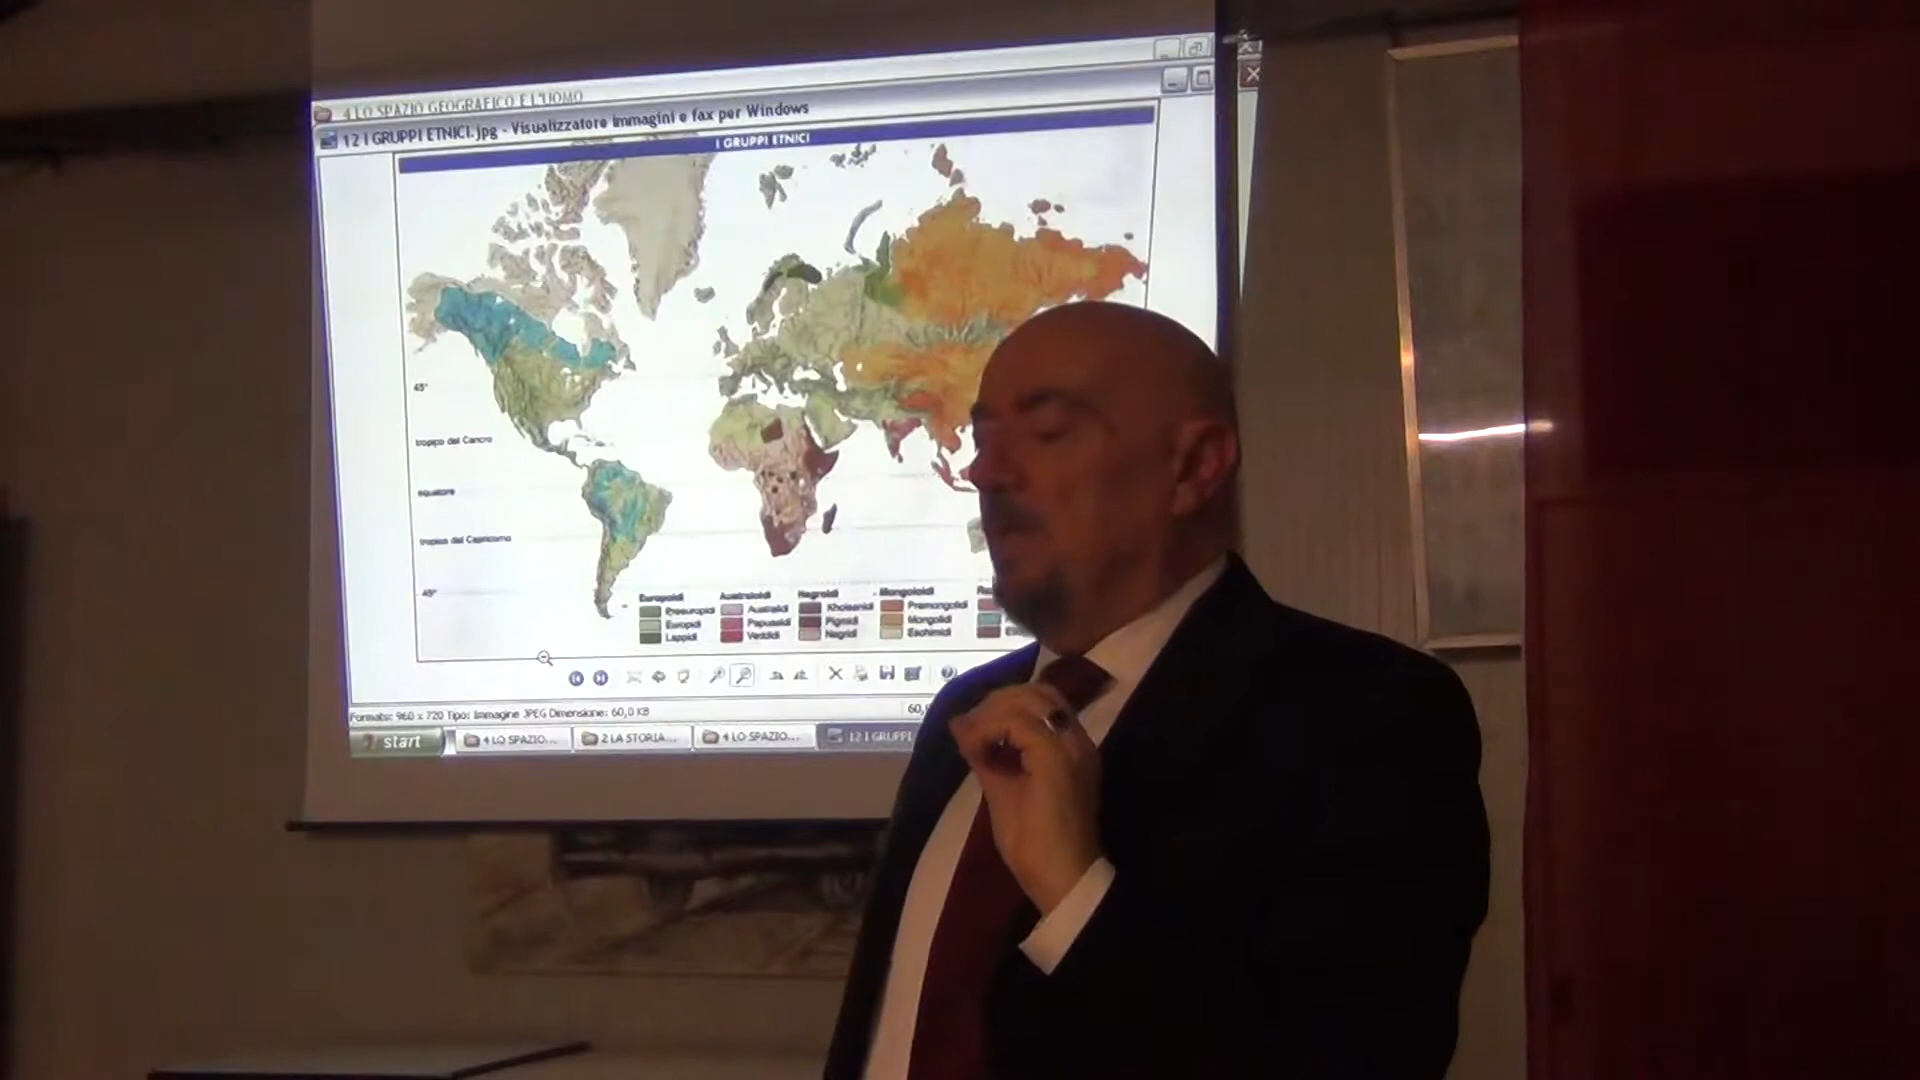 4 LO SPAZIO GEOGRAFICO E L'UOMO
12 I GRUPPI ETNICI.jpg - Visualizzatore immagini e fax per Windows
I GRUPPI ETNICI
45°
tropico del Cancro
equatore
tropico del Capricorno
45°
Europoidi Australoidi Negroidi Mongoloidi
Preeuropidi Australidi Khoisanidi Premongolidi
Europidi Papuasidi Pigmidi Mongolidi
Lappidi Veddidi Negridi Eschimidi
Formato: 960 x 720 Tipo: Immagine JPEG Dimensione: 60,0 KB
60,
start 4 LO SPAZIO... 2 LA STORIA... 4 LO SPAZIO... 12 I GRUPPI